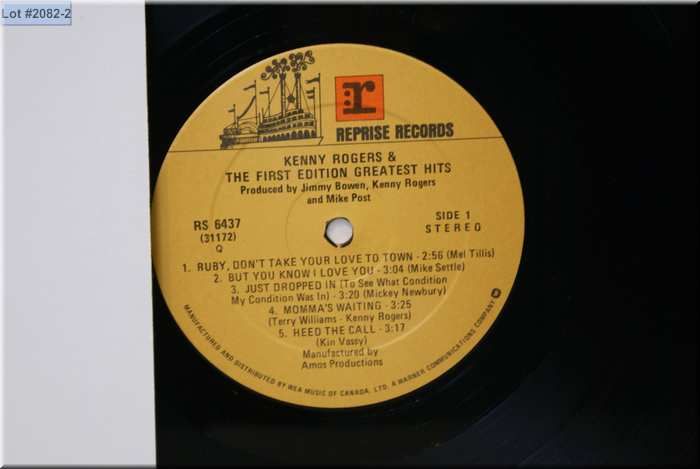 Lot #2082-2
r
REPRISE RECORDS
KENNY ROGERS &
THE FIRST EDITION GREATEST HITS
Produced by Jimmy Bowen, Kenny Rogers
and Mike Post
RS 6437
(31172)
Q
SIDE 1
STEREO
1. RUBY, DON'T TAKE YOUR LOVE TO TOWN - 2:56 (Mel Tillis)
2. BUT YOU KNOW I LOVE YOU - 3:04 (Mike Settle)
3. JUST DROPPED IN (To See What Condition
My Condition Was In) - 3:20 (Mickey Newbury)
4. MOMMA'S WAITING - 3:25
(Terry Williams - Kenny Rogers)
5. HEED THE CALL - 3:17
(Kin Vassy)
Manufactured by
Amos Productions
MANUFACTURED AND DISTRIBUTED BY WEA MUSIC OF CANADA, LTD. A WARNER COMMUNICATIONS COMPANY